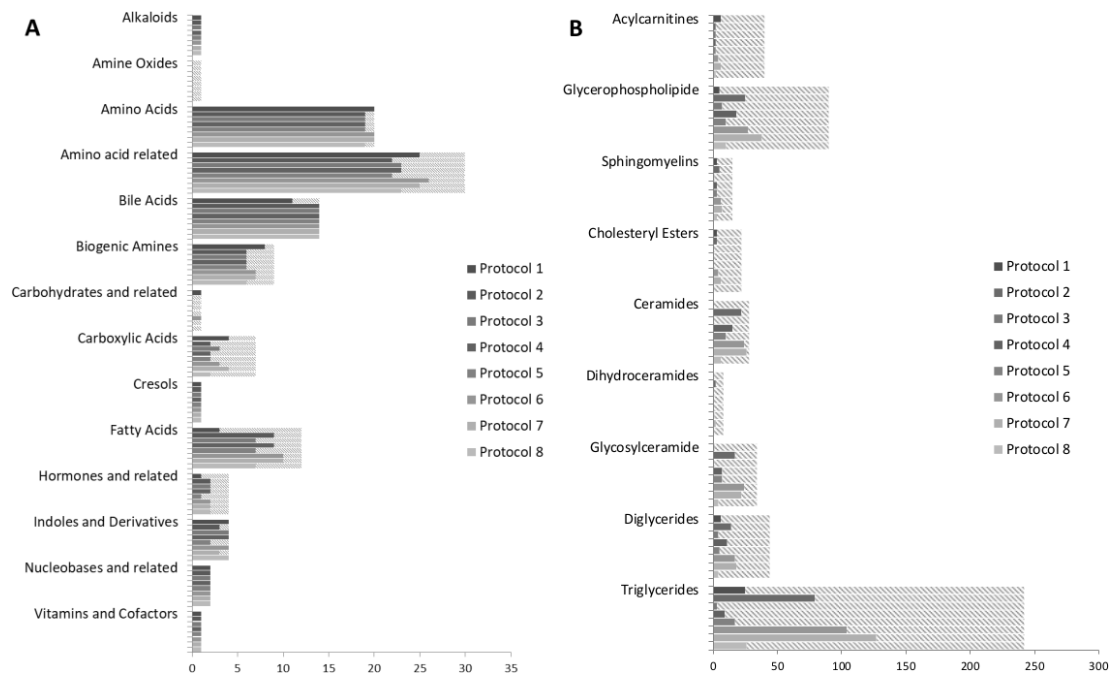 A
Alkaloids
Amine Oxides
Amino Acids
Amino acid related
Bile Acids
Biogenic Amines
Carbohydrates and related
Carboxylic Acids
Cresols
Fatty Acids
Hormones and related
Indoles and Derivatives
Nucleobases and related
Vitamins and Cofactors
0 5 10 15 20 25 30 35
Protocol 1
Protocol 2
Protocol 3
Protocol 4
Protocol 5
Protocol 6
Protocol 7
Protocol 8
B
Acylcarnitines
Glycerophospholipide
Sphingomyelins
Cholesteryl Esters
Ceramides
Dihydroceramides
Glycosylceramide
Diglycerides
Triglycerides
0 50 100 150 200 250 300
Protocol 1
Protocol 2
Protocol 3
Protocol 4
Protocol 5
Protocol 6
Protocol 7
Protocol 8